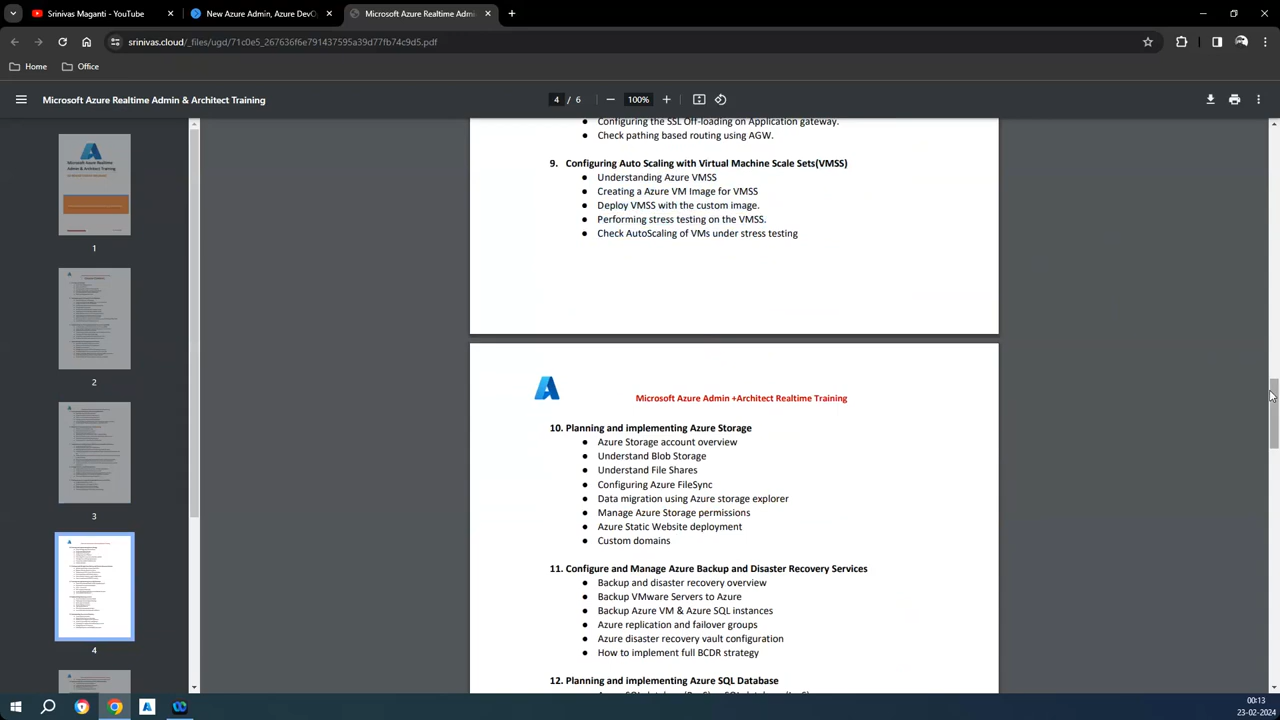 Srinivas Maganti - YouTube
New Azure Admin, Azure DevO
Microsoft Azure Realtime Admin
srinivas.cloud/_files/ugd/71c0e5_267636f6e791437595a39d77fb74c9d5.pdf
Home
Office
Microsoft Azure Realtime Admin & Architect Training
4 / 6
100%
Configuring the SSL Off-loading on Application gateway.
● Check pathing based routing using AGW.
9. Configuring Auto Scaling with Virtual Machine Scale Sets(VMSS)
● Understanding Azure VMSS
● Creating a Azure VM Image for VMSS
● Deploy VMSS with the custom image.
● Performing stress testing on the VMSS.
● Check AutoScaling of VMs under stress testing
Microsoft Azure Admin +Architect Realtime Training
10. Planning and implementing Azure Storage
● Azure Storage account overview
● Understand Blob Storage
● Understand File Shares
● Configuring Azure FileSync
● Data migration using Azure storage explorer
● Manage Azure Storage permissions
● Azure Static Website deployment
● Custom domains
11. Configure and Manage Azure Backup and Disaster Recovery Services
● Backup and disaster recovery overview
● Backup VMware Servers to Azure
● Backup Azure VM & Azure SQL instances
● Azure replication and failover groups
● Azure disaster recovery vault configuration
● How to implement full BCDR strategy
12. Planning and implementing Azure SQL Database
Microsoft Azure Realtime
Admin & Architect Training
1
2
3
4
00:13
23-02-2024